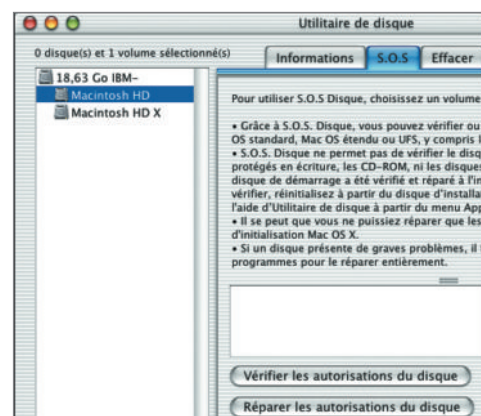 Utilitaire de disque
0 disque(s) et 1 volume sélectionné(s)
Informations
S.O.S
Effacer
18,63 Go IBM-
Macintosh HD
Macintosh HD X
Pour utiliser S.O.S Disque, choisissez un volume
• Grâce à S.O.S. Disque, vous pouvez vérifier ou
OS standard, Mac OS étendu ou UFS, y compris
• S.O.S. Disque ne permet pas de vérifier le
protégés en écriture, les CD-ROM, ni les disques
disque de démarrage a été vérifié et réparé à
vérifier, réinitialisez à partir du disque
l'aide d'Utilitaire de disque à partir du menu
• Il se peut que vous ne puissiez réparer que les
d'initialisation Mac OS X.
• Si un disque présente de graves problèmes, il
programmes pour le réparer entièrement.
Vérifier les autorisations du disque
Réparer les autorisations du disque